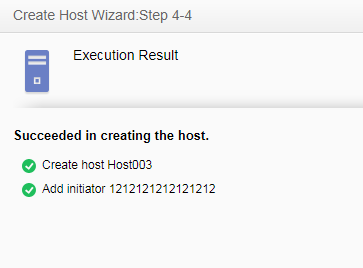 Create Host Wizard:Step 4-4
Execution Result
Succeeded in creating the host.
Create host Host003
Add initiator 1212121212121212